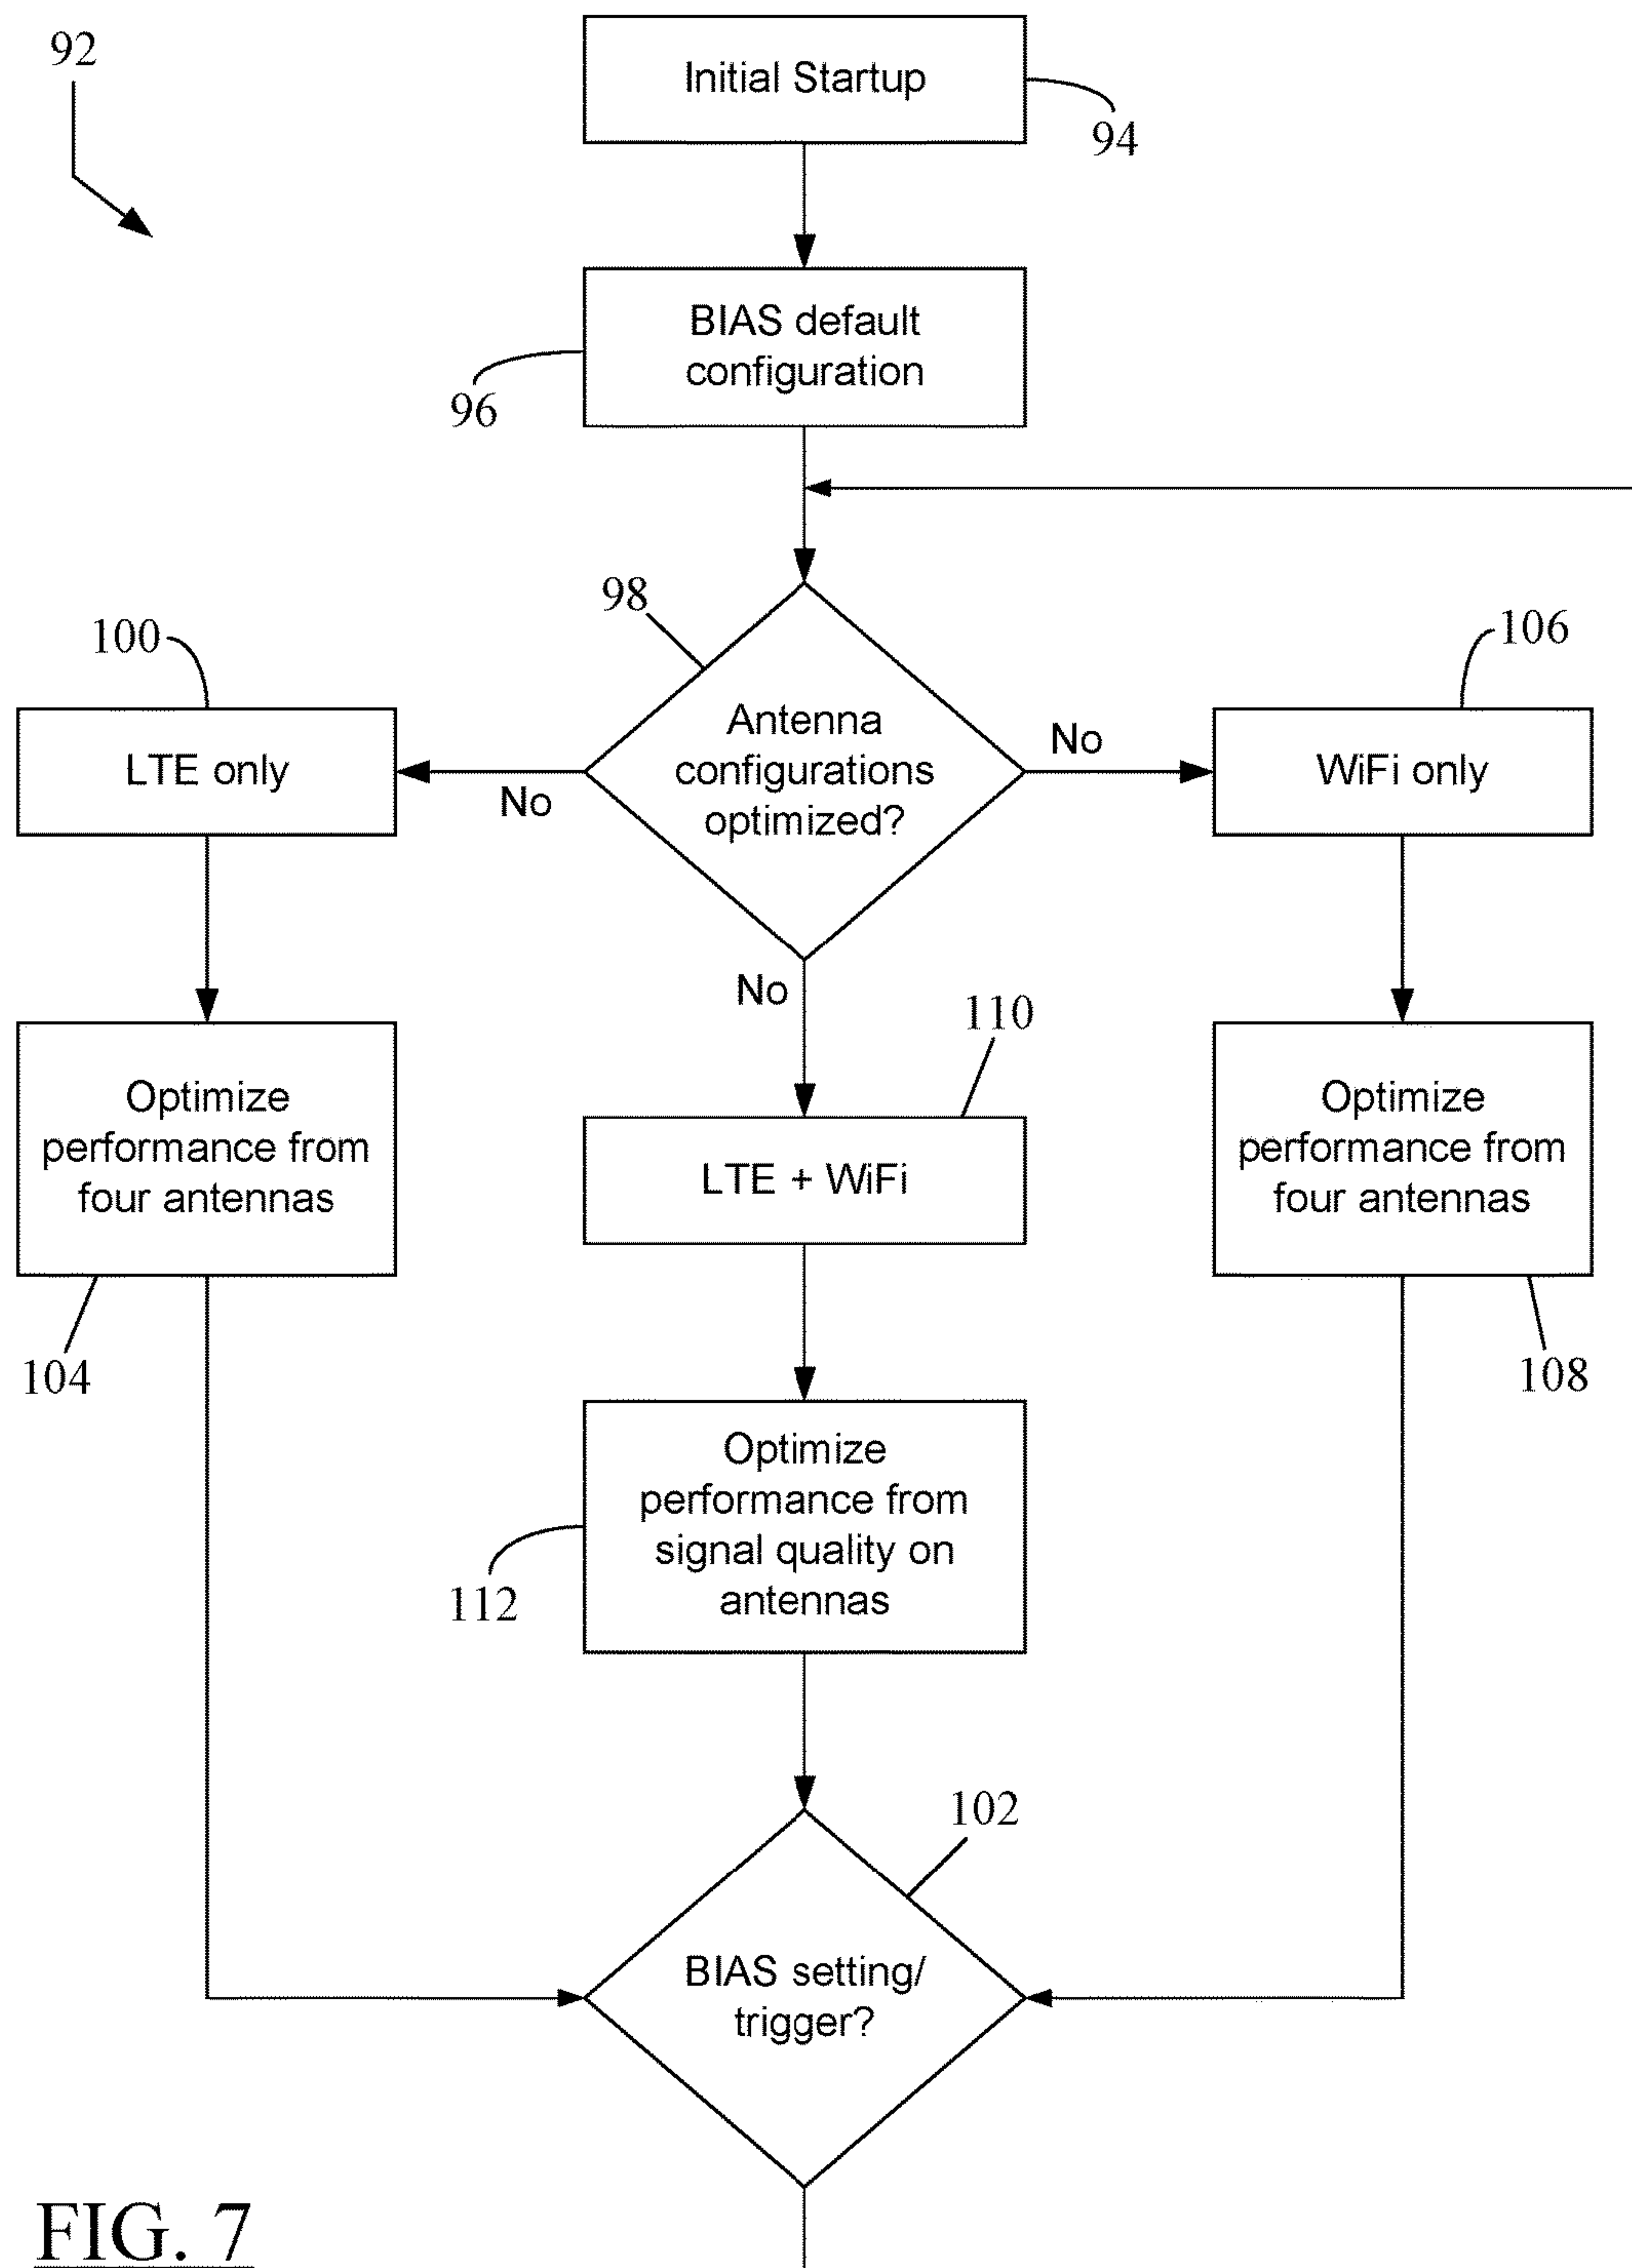 92
Initial Startup
94
BIAS default
configuration
96
98
100
106
Antenna
configurations
optimized?
LTE only
No
No
WiFi only
No
110
Optimize
performance from
four antennas
LTE + WiFi
Optimize
performance from
four antennas
104
108
Optimize
performance from
signal quality on
antennas
112
102
BIAS setting/
trigger?
FIG. 7